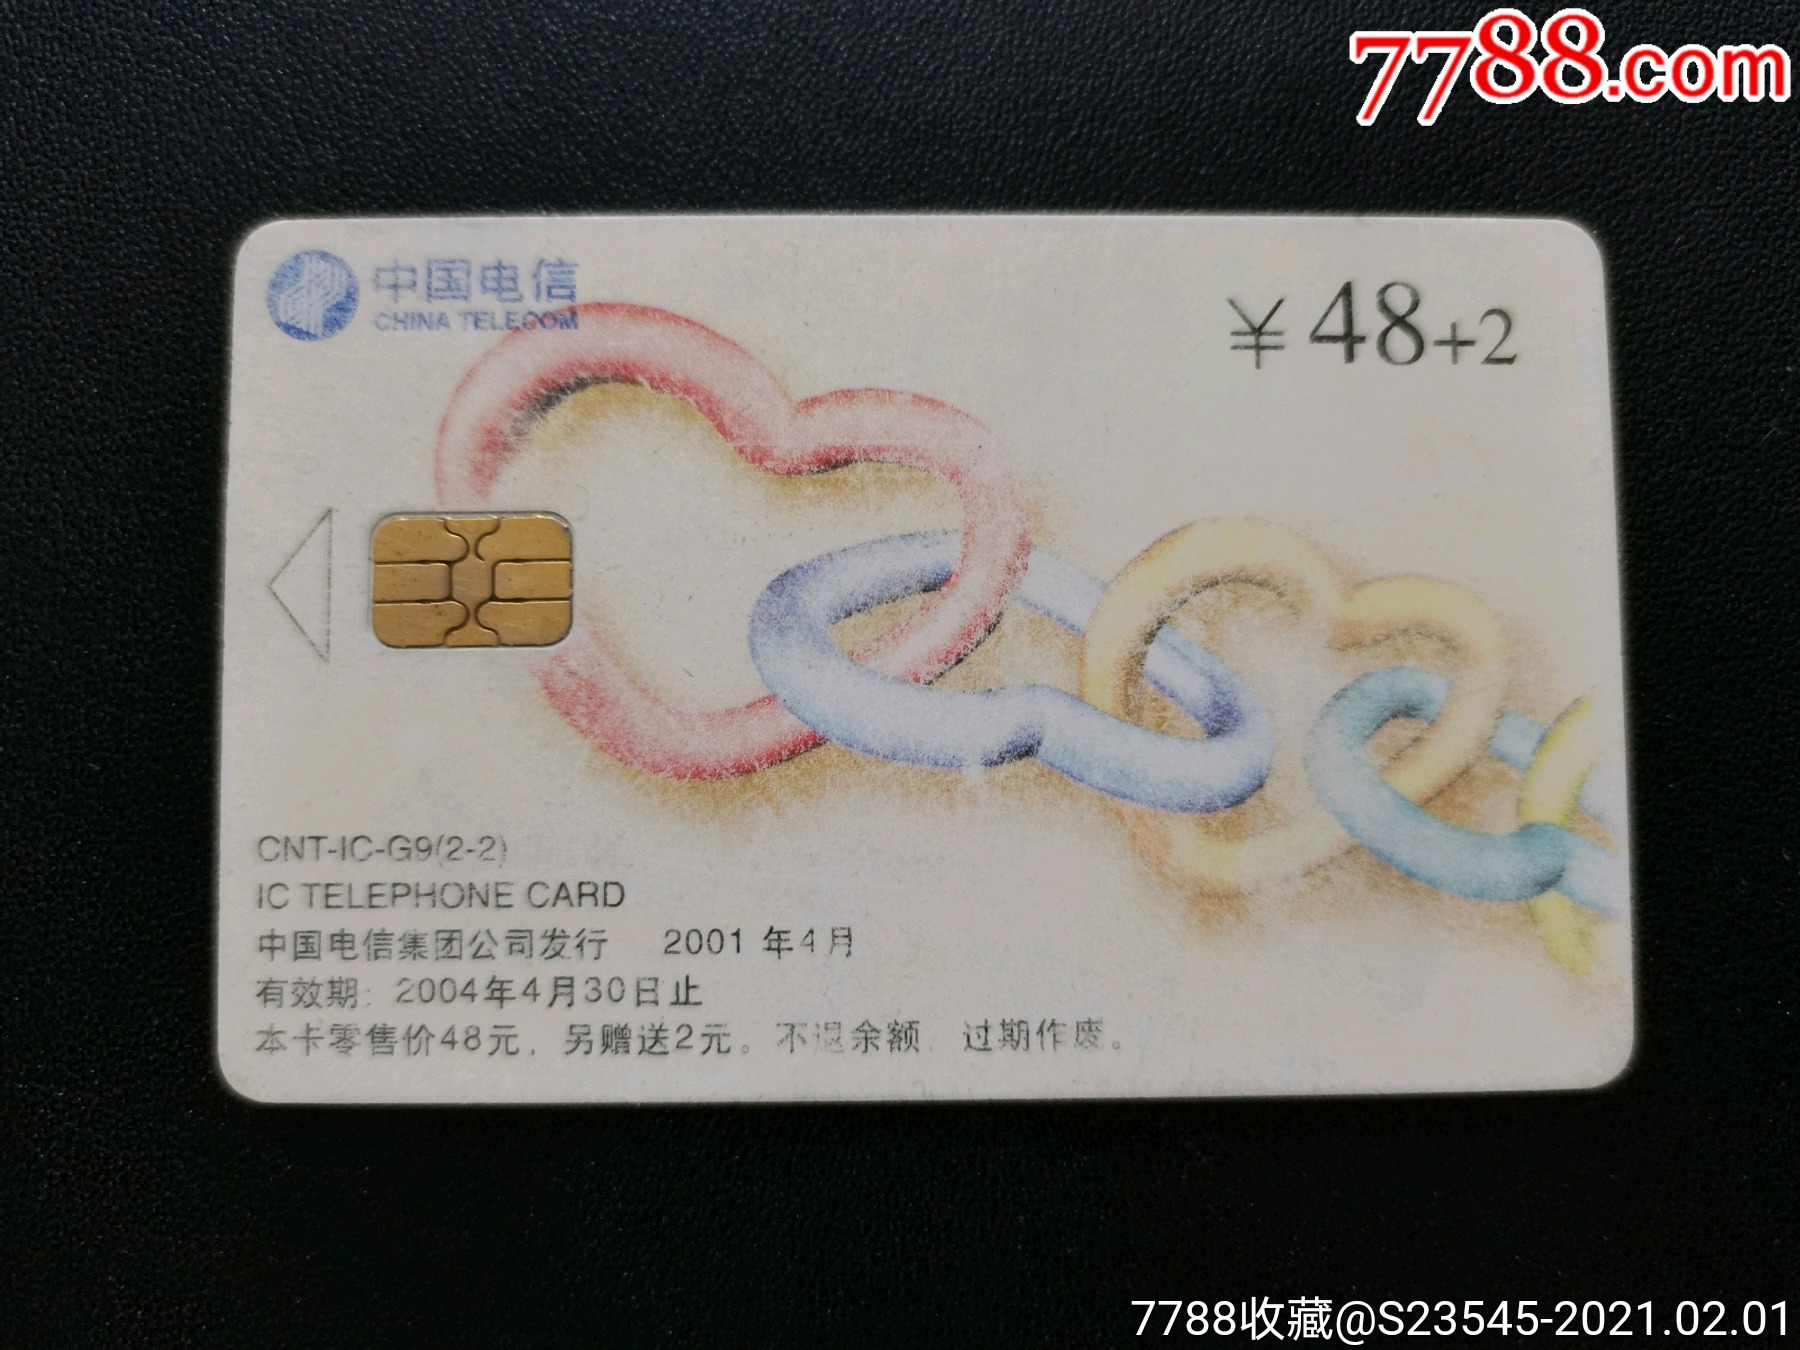 7788.com
中国电信
CHINA TELECOM
¥48+2
CNT-IC-G9(2-2)
IC TELEPHONE CARD
中国电信集团公司发行 2001年4月
有效期: 2004年4月30日止
本卡零售价48元，另赠送2元。不退余额，过期作废。
7788收藏@S23545-2021.02.01